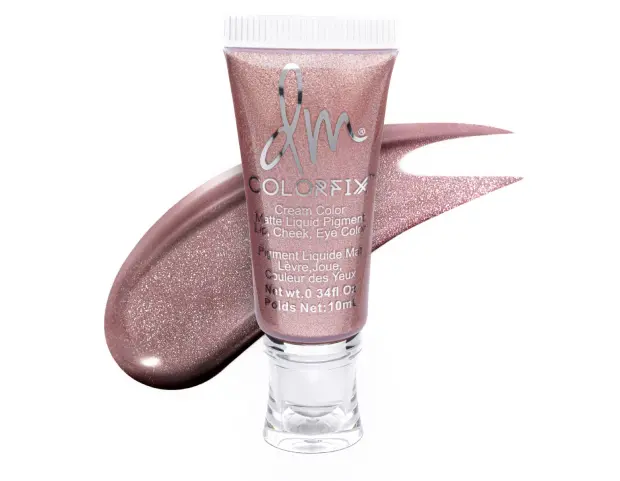 dm®
COLORFIX™
Cream Color
Matte Liquid Pigment
Lip, Cheek, Eye Color
Pigment Liquide Mat
Lèvre,Joue,
Couleur des Yeux
Net wt.0 34fl Oz
Poids Net:10mL